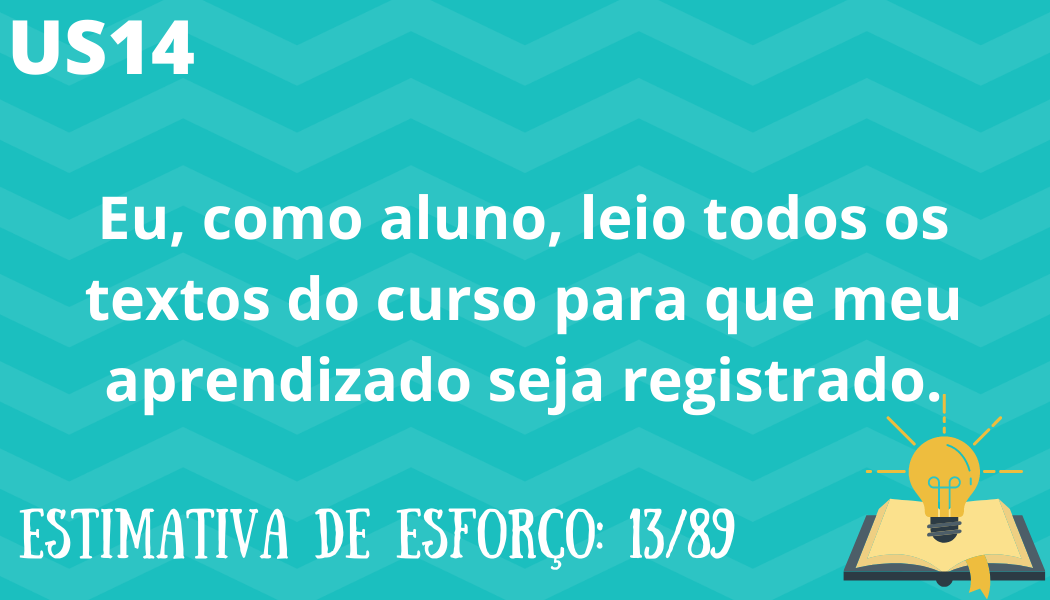 US14
Eu, como aluno, leio todos os
textos do curso para que meu
aprendizado seja registrado.
ESTIMATIVA DE ESFORÇO: 13/89